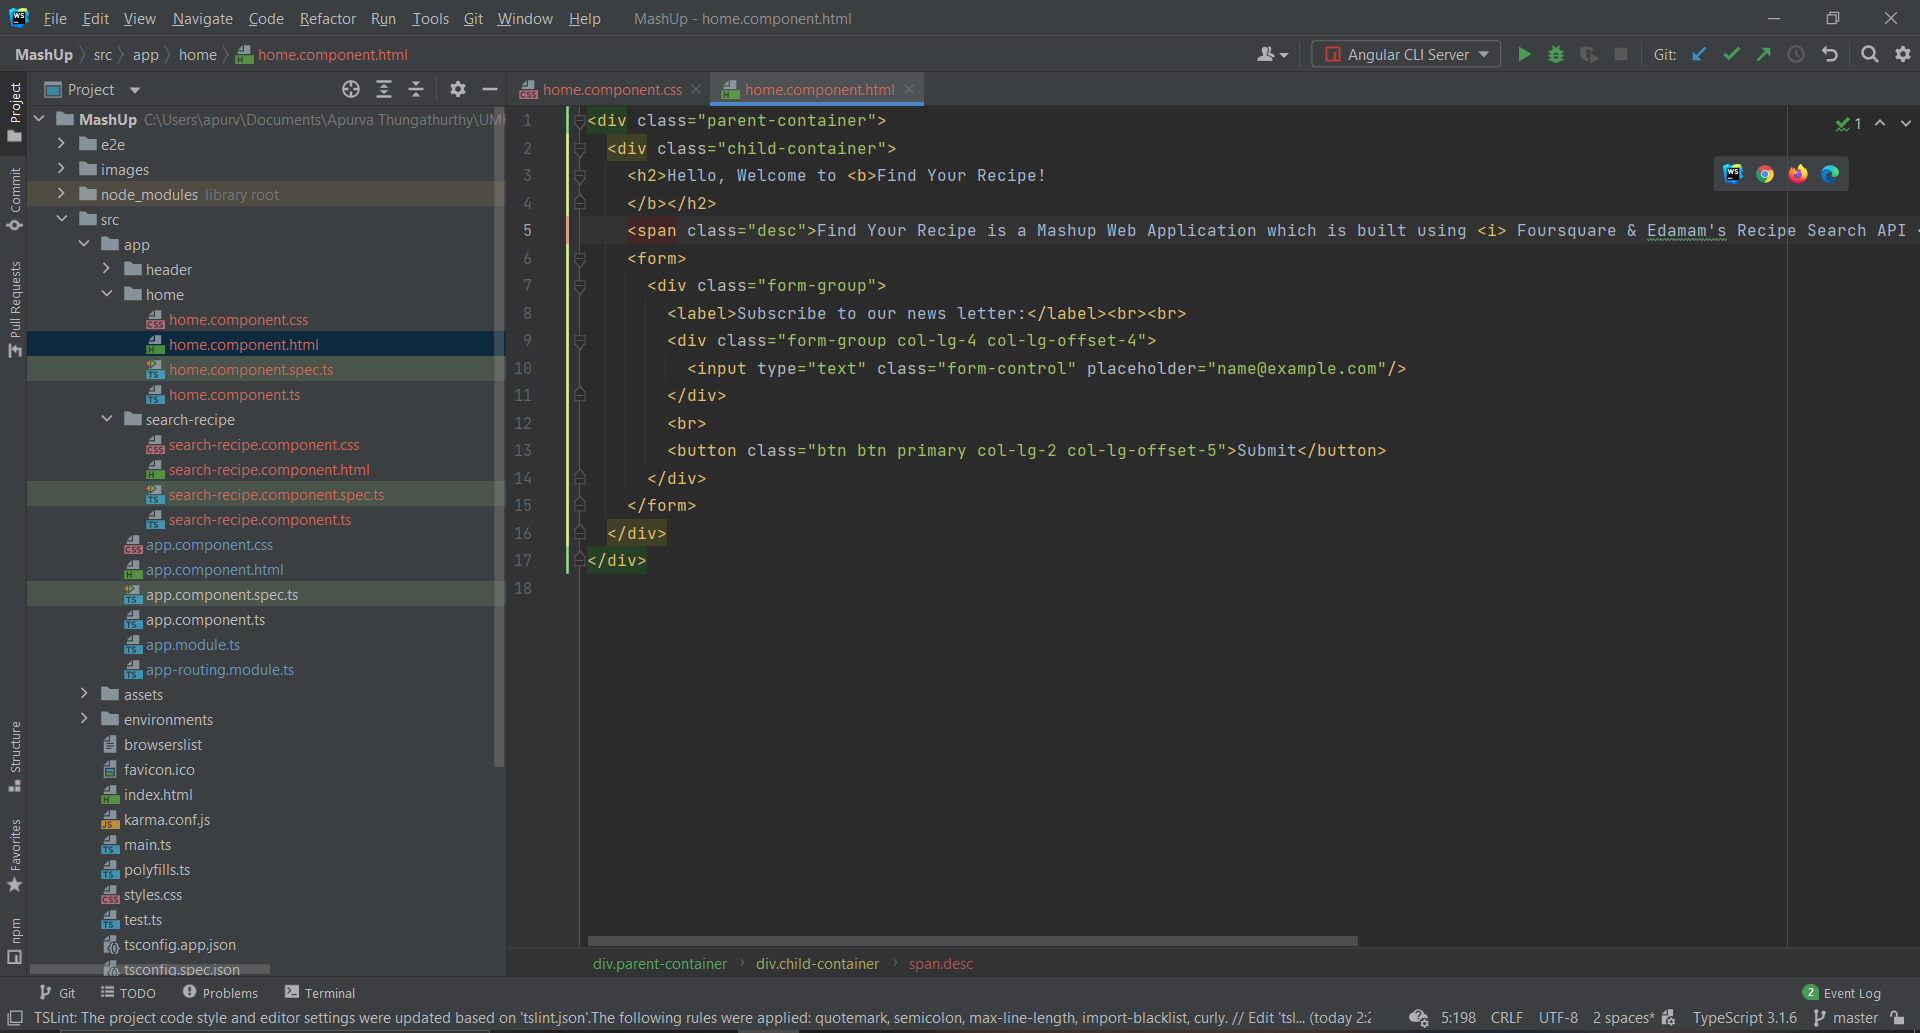 File Edit View Navigate Code Refactor Run Tools Git Window Help MashUp - home.component.html
MashUp src app home home.component.html Angular CLI Server Git:
Project
home.component.css home.component.html
MashUp C:\Users\apurv\Documents\Apurva Thungathurthy\UM
e2e
images
node_modules library root
src
app
header
home
home.component.css
home.component.html
home.component.spec.ts
home.component.ts
search-recipe
search-recipe.component.css
search-recipe.component.html
search-recipe.component.spec.ts
search-recipe.component.ts
app.component.css
app.component.html
app.component.spec.ts
app.component.ts
app.module.ts
app-routing.module.ts
assets
environments
browserslist
favicon.ico
index.html
karma.conf.js
main.ts
polyfills.ts
styles.css
test.ts
tsconfig.app.json
tsconfig.spec.json
Project
Commit
Pull Requests
Structure
Favorites
npm
1 <div class="parent-container">
2 <div class="child-container">
3 <h2>Hello, Welcome to <b>Find Your Recipe!
4 </b></h2>
5 <span class="desc">Find Your Recipe is a Mashup Web Application which is built using <i> Foursquare & Edamam's Recipe Search API
6 <form>
7 <div class="form-group">
8 <label>Subscribe to our news letter:</label><br><br>
9 <div class="form-group col-lg-4 col-lg-offset-4">
10 <input type="text" class="form-control" placeholder="name@example.com"/>
11 </div>
12 <br>
13 <button class="btn btn primary col-lg-2 col-lg-offset-5">Submit</button>
14 </div>
15 </form>
16 </div>
17 </div>
18
1
div.parent-container div.child-container span.desc
Git TODO Problems Terminal 2 Event Log
TSLint: The project code style and editor settings were updated based on 'tslint.json'.The following rules were applied: quotemark, semicolon, max-line-length, import-blacklist, curly. // Edit 'tsl... (today 2:2 5:198 CRLF UTF-8 2 spaces* TypeScript 3.1.6 master